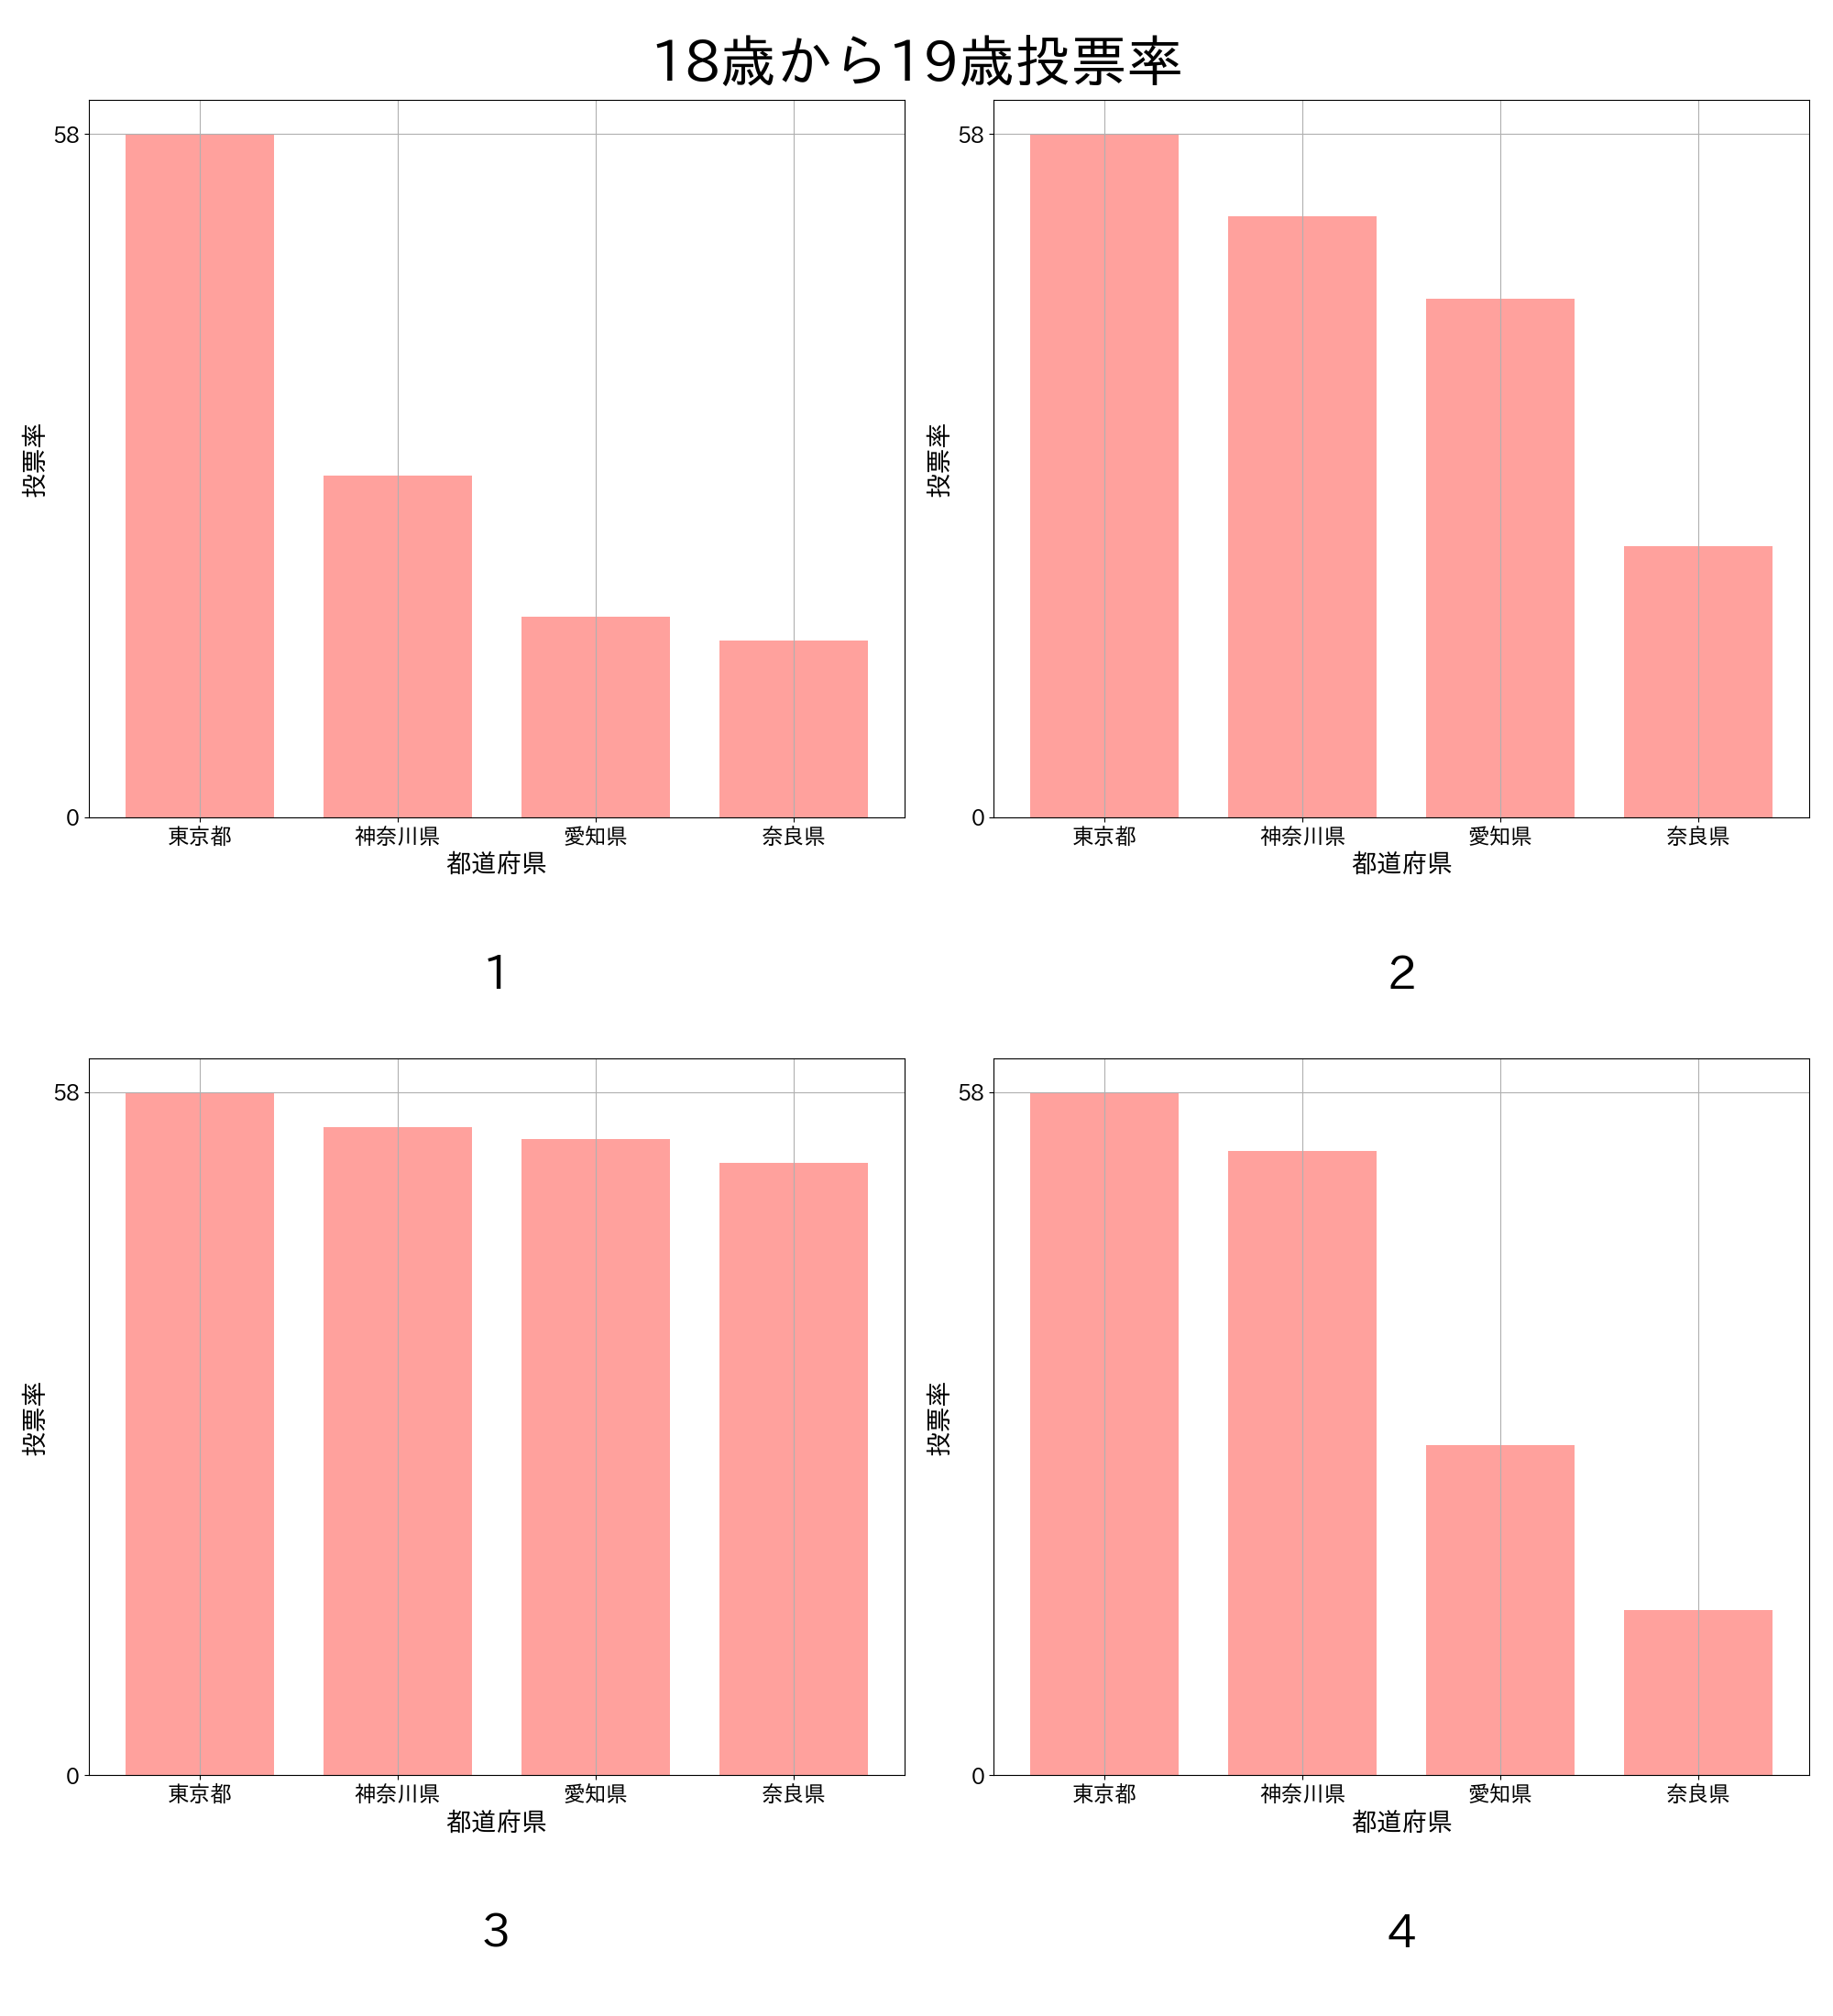 18歳から19歳投票率
58
0
投票率
東京都 神奈川県 愛知県 奈良県
都道府県
1
58
0
投票率
東京都 神奈川県 愛知県 奈良県
都道府県
2
58
0
投票率
東京都 神奈川県 愛知県 奈良県
都道府県
3
58
0
投票率
東京都 神奈川県 愛知県 奈良県
都道府県
4